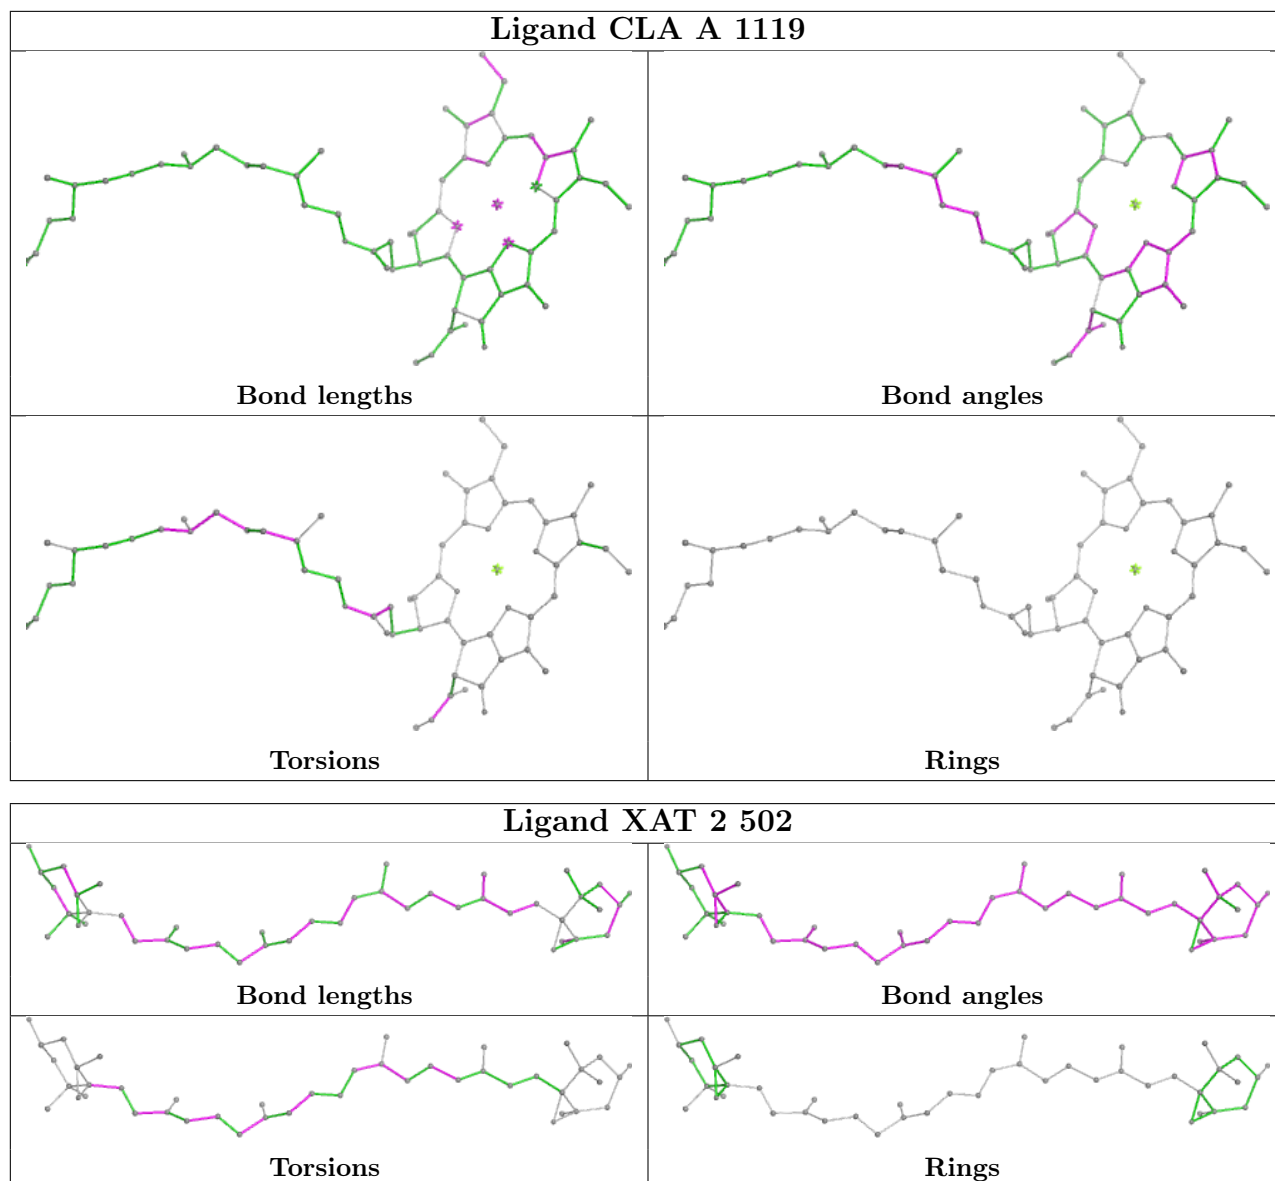 Ligand CLA A 1119
Bond lengths
Bond angles
Torsions
Rings
Ligand XAT 2 502
Bond lengths
Bond angles
Torsions
Rings